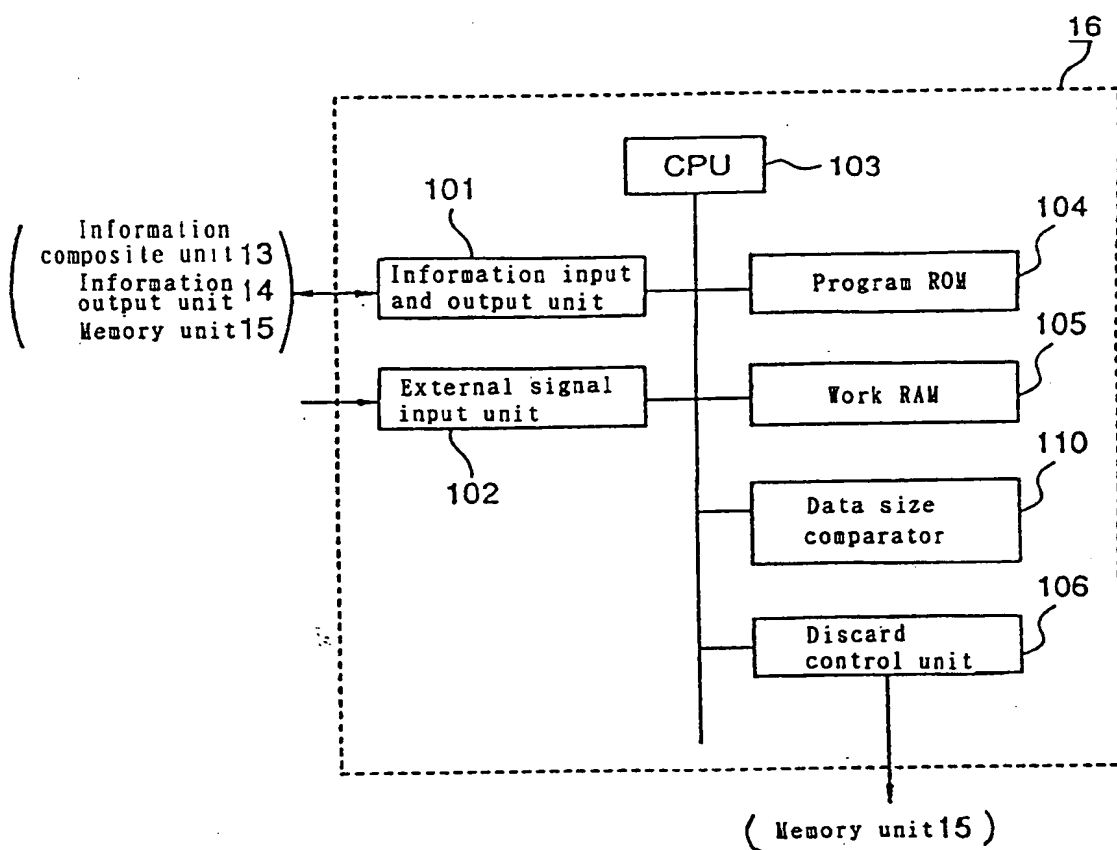 16
CPU
103
101
104
Information
composite unit 13
Information
output unit 14
Memory unit 15
Information input
and output unit
Program ROM
105
External signal
input unit
Work RAM
102
110
Data size
comparator
106
Discard
control unit
( Memory unit 15 )